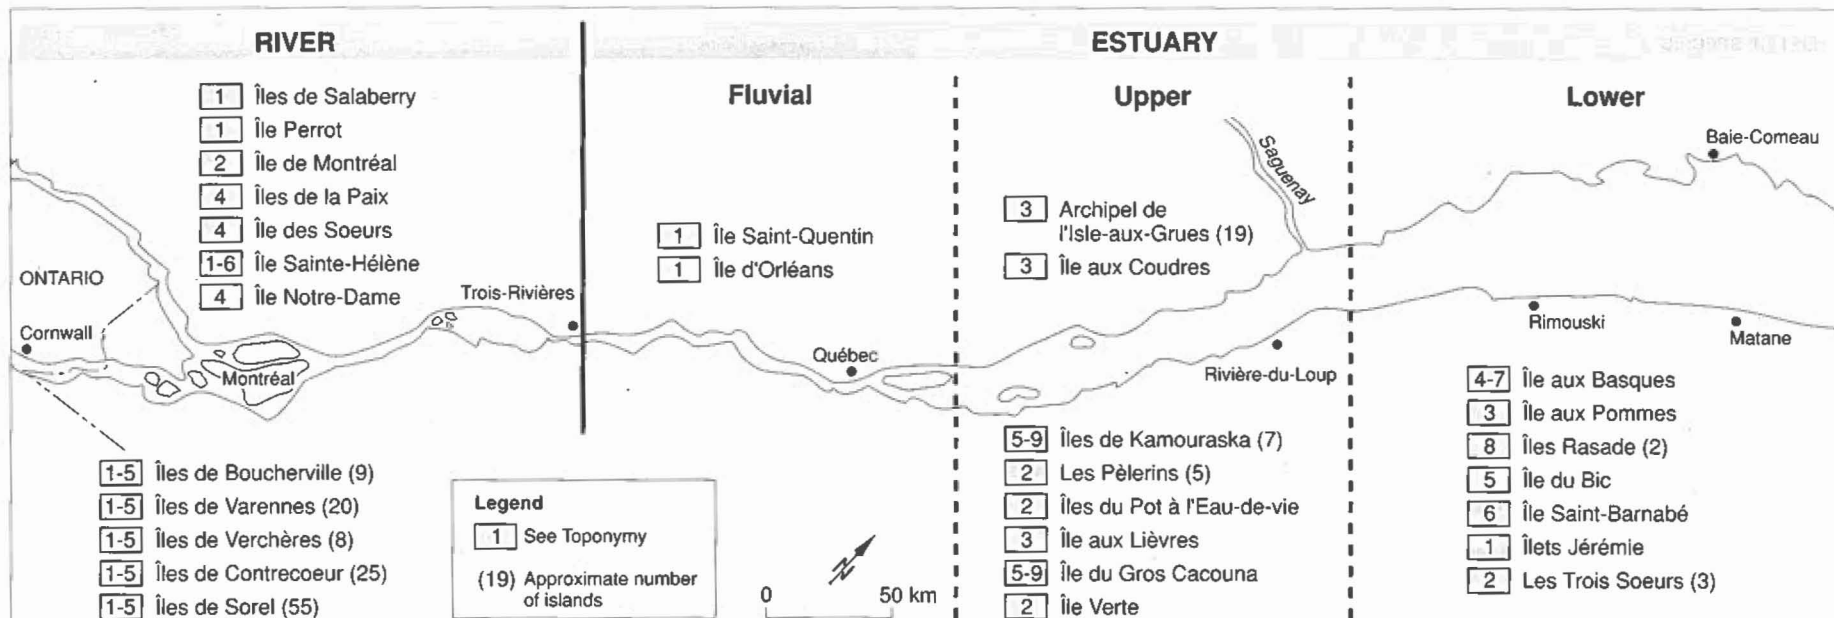 RIVER
ESTUARY
Fluvial
Upper
Lower
1 Îles de Salaberry
1 Île Perrot
2 Île de Montréal
4 Îles de la Paix
4 Île des Soeurs
1-6 Île Sainte-Hélène
4 Île Notre-Dame
ONTARIO
Cornwall
Montréal
Trois-Rivières
1 Île Saint-Quentin
1 Île d'Orléans
Québec
3 Archipel de
l'Isle-aux-Grues (19)
3 Île aux Coudres
Saguenay
Rivière-du-Loup
Baie-Comeau
Rimouski
Matane
1-5 Îles de Boucherville (9)
1-5 Îles de Varennes (20)
1-5 Îles de Verchères (8)
1-5 Îles de Contrecoeur (25)
1-5 Îles de Sorel (55)
Legend
1 See Toponymy
(19) Approximate number
of islands
0 50 km
5-9 Îles de Kamouraska (7)
2 Les Pèlerins (5)
2 Îles du Pot à l'Eau-de-vie
3 Île aux Lièvres
5-9 Île du Gros Cacouna
2 Île Verte
4-7 Île aux Basques
3 Île aux Pommes
8 Îles Rasade (2)
5 Île du Bic
6 Île Saint-Barnabé
1 Îlets Jérémie
2 Les Trois Soeurs (3)